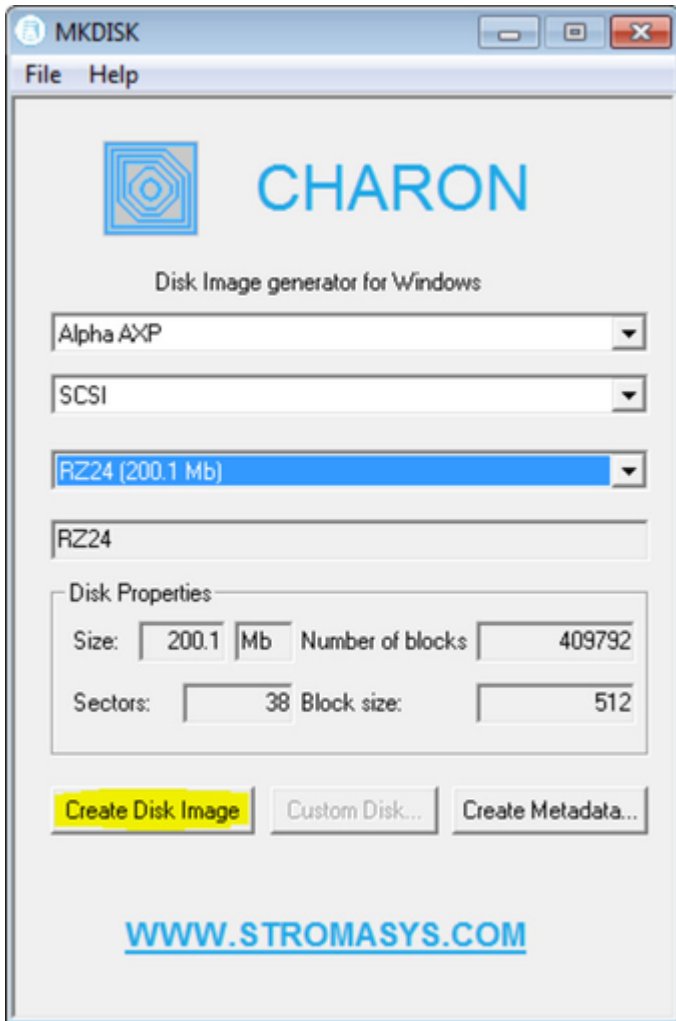 MKDISK
File Help
CHARON
Disk Image generator for Windows
Alpha AXP
SCSI
RZ24 (200.1 Mb)
RZ24
Disk Properties
Size: 200.1 Mb Number of blocks 409792
Sectors: 38 Block size: 512
Create Disk Image Custom Disk... Create Metadata...
WWW.STROMASYS.COM